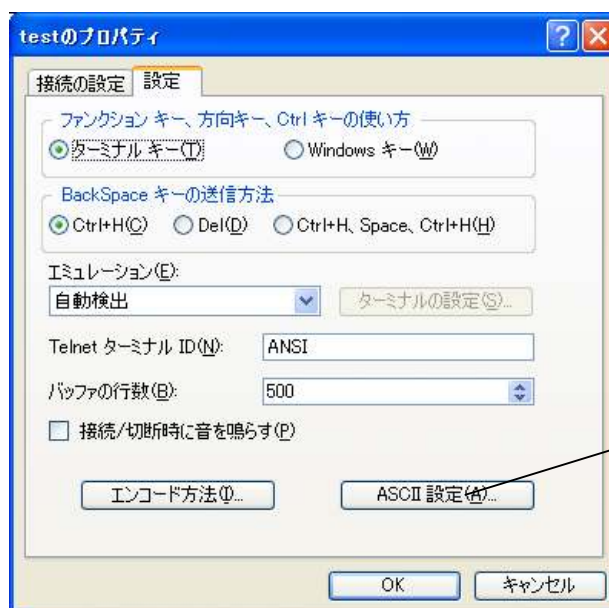 testのプロパティ
接続の設定 設定
ファンクション キー、方向キー、Ctrl キーの使い方
ターミナル キー(T) Windows キー(W)
BackSpace キーの送信方法
Ctrl+H(C) Del(D) Ctrl+H、Space、Ctrl+H(H)
エミュレーション(E):
自動検出 ターミナルの設定(S)...
Telnet ターミナル ID(N): ANSI
バッファの行数(B): 500
接続/切断時に音を鳴らす(P)
エンコード方法(I)... ASCII 設定(A)...
OK キャンセル